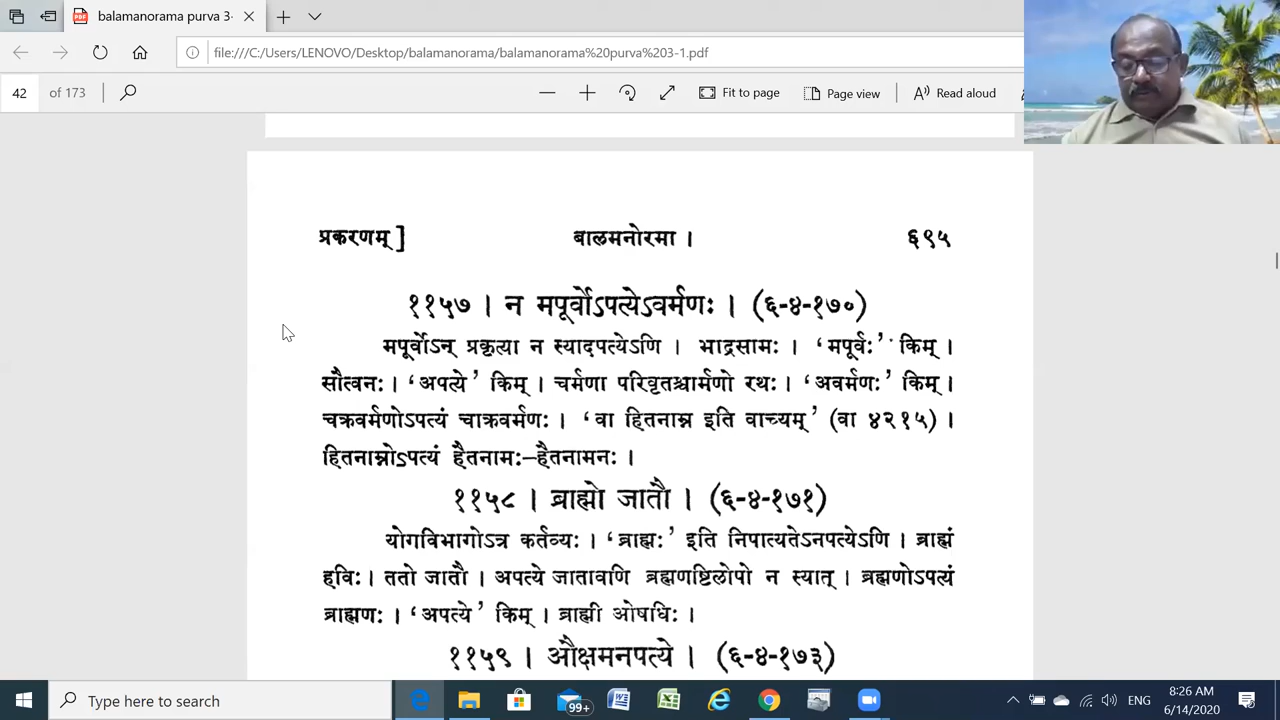 balamanorama purva 3-
file:///C:/Users/LENOVO/Desktop/balamanorama/balamanorama%20purva%203-1.pdf
42 of 173 Fit to page Page view Read aloud
प्रकरणम्] बालमनोरमा । ६९५
११५७ । न मपूर्वोऽपत्येऽवर्मणः । (६-४-१७०)
मपूर्वोऽन् प्रकृत्या न स्यादपत्येऽणि । भाद्रसामः । ‘मपूर्वः’ किम् ।
सौत्वनः । ‘अपत्ये’ किम् । चर्मणा परिवृतश्चार्मणो रथः । ‘अवर्मणः’ किम् ।
चक्रवर्मणोऽपत्यं चाक्रवर्मणः । ‘वा हितनाम्न इति वाच्यम्’ (वा ४२१५) ।
हितनाम्नोऽपत्यं हैतनामः–हैतनामनः ।
११५८ । ब्राह्मो जातौ । (६-४-१७१)
योगविभागोऽत्र कर्तव्यः । ‘ब्राह्मः’ इति निपात्यतेऽनपत्येऽणि । ब्राह्मं
हविः । ततो जातौ । अपत्ये जातावणि ब्रह्मणष्टिलोपो न स्यात् । ब्रह्मणोऽपत्यं
ब्राह्मणः । ‘अपत्ये’ किम् । ब्राह्मी ओषधिः ।
११५९ । औक्षमनपत्ये । (६-४-१७३)
Type here to search
99+
ENG
8:26 AM
6/14/2020